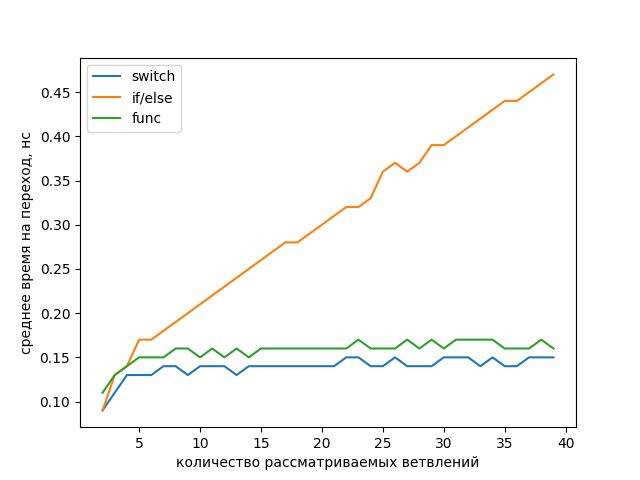 switch
if/else
func
0.45
0.40
0.35
0.30
0.25
0.20
0.15
0.10
среднее время на переход, нс
5 10 15 20 25 30 35 40
количество рассматриваемых ветвлений